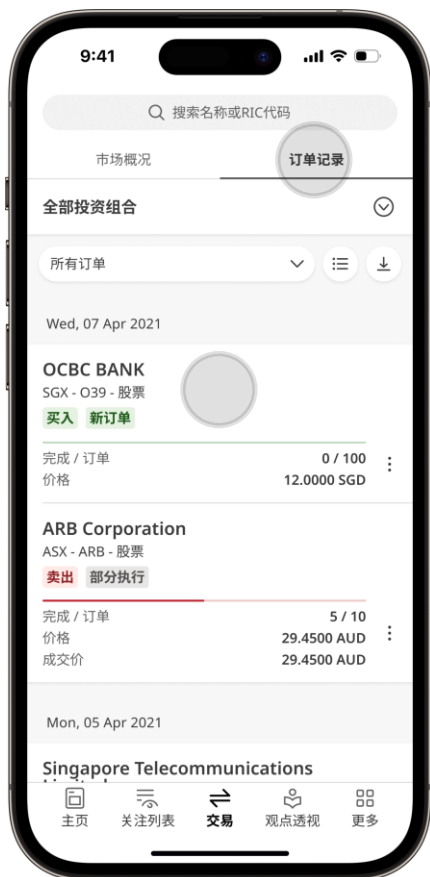 9:41
搜索名称或RIC代码
市场概况 订单记录
全部投资组合
所有订单
Wed, 07 Apr 2021
OCBC BANK
SGX - O39 - 股票
买入 新订单
完成 / 订单 0 / 100
价格 12.0000 SGD
ARB Corporation
ASX - ARB - 股票
卖出 部分执行
完成 / 订单 5 / 10
价格 29.4500 AUD
成交价 29.4500 AUD
Mon, 05 Apr 2021
Singapore Telecommunications
主页 关注列表 交易 观点透视 更多